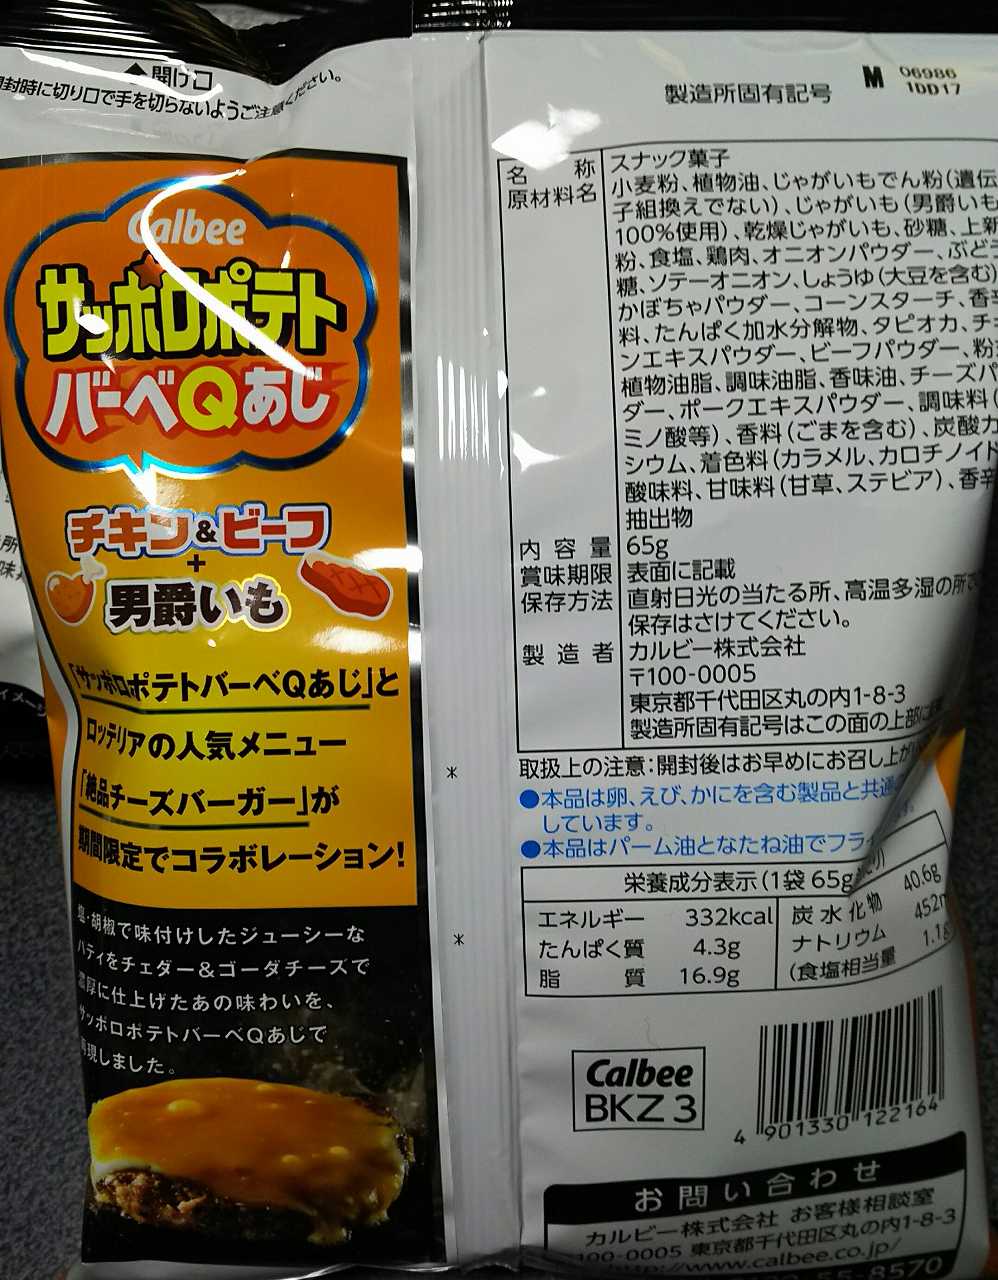 開け口
封時に切り口で手を切らないようご注意ください。
Calbee
サッポロポテト
バーベQあじ
チキン&ビーフ
+
男爵いも
「サッポロポテトバーベQあじ」と
ロッテリアの人気メニュー
「絶品チーズバーガー」が
期間限定でコラボレーション!
塩・胡椒で味付けしたジューシーな
パティをチェダー&ゴーダチーズで
濃厚に仕上げたあの味わいを、
サッポロポテトバーベQあじで
再現しました。
製造所固有記号
M 06986
1DD17
名称 スナック菓子
原材料名 小麦粉、植物油、じゃがいもでん粉(遺伝
子組換えでない)、じゃがいも(男爵いも
100%使用)、乾燥じゃがいも、砂糖、上新
粉、食塩、鶏肉、オニオンパウダー、ぶどう
糖、ソテーオニオン、しょうゆ(大豆を含む)
かぼちゃパウダー、コーンスターチ、香辛
料、たんぱく加水分解物、タピオカ、チ
ンエキスパウダー、ビーフパウダー、粉
植物油脂、調味油脂、香味油、チーズパ
ダー、ポークエキスパウダー、調味料(
ミノ酸等)、香料(ごまを含む)、炭酸カ
シウム、着色料(カラメル、カロチノイド
酸味料、甘味料(甘草、ステビア)、香辛
抽出物
内容量 65g
賞味期限 表面に記載
保存方法 直射日光の当たる所、高温多湿の所で
保存はさけてください。
製造者 カルビー株式会社
〒100-0005
東京都千代田区丸の内1-8-3
製造所固有記号はこの面の上部に
取扱上の注意:開封後はお早めにお召し上が
●本品は卵、えび、かにを含む製品と共通
しています。
●本品はパーム油となたね油でフライ
栄養成分表示(1袋 65g
エネルギー 332kcal 炭水化物 40.6g
たんぱく質 4.3g ナトリウム 452m
脂質 16.9g (食塩相当量 1.1g
Calbee
BKZ 3
4 901330 122164
お問い合わせ
カルビー株式会社 お客様相談室
100-0005 東京都千代田区丸の内1-8-3
http://www.calbee.co.jp/
8570